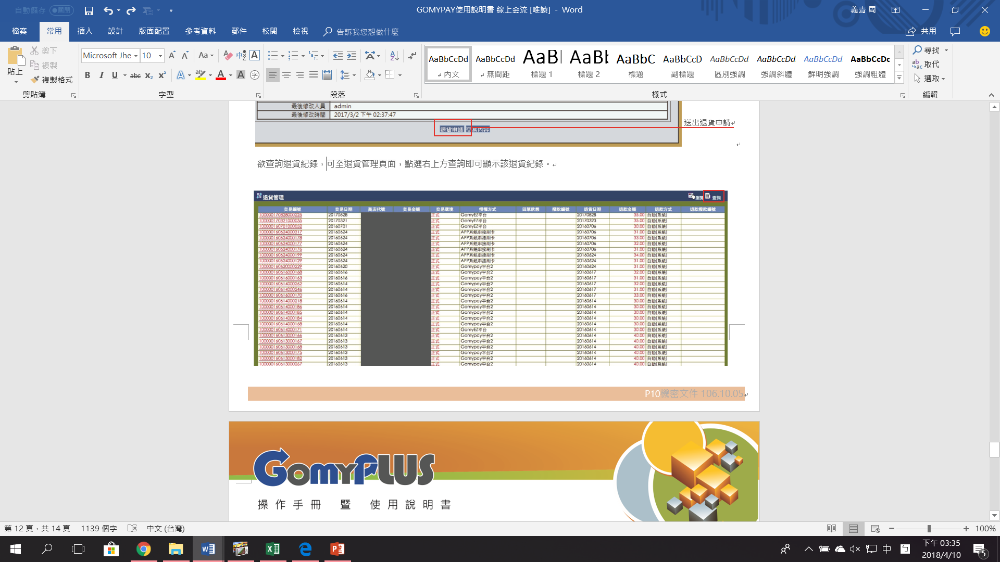 自動儲存 關閉
GOMYPAY使用說明書 線上金流 [唯讀] - Word
義青 周
檔案 常用 插入 設計 版面配置 參考資料 郵件 校閱 檢視 告訴我您想做什麼 共用
貼上 剪下 複製 複製格式
Microsoft Jhe 10
AaBbCcDd AaBbCcDd AaBl AaBb AaBbC AaBbCcD AaBbCcDd AaBbCcDd AaBbCcDd AaBbCcDc
內文 無間距 標題 1 標題 2 標題 副標題 區別強調 強調斜體 鮮明強調 強調粗體
尋找 取代 選取
剪貼簿 字型 段落 樣式 編輯
最後修改人員 admin
最後修改時間 2017/3/2 下午 02:37:47
退貨申請 交易內容 送出退貨申請
欲查詢退貨紀錄，可至退貨管理頁面，點選右上方查詢即可顯示該退貨紀錄。
退貨管理 瀏覽 查詢
交易編號 交易日期 商店代號 交易金額 交易環境 授權方式 回單狀態 撥款編號 退貨日期 退款金額 退款方式 退款撥款編號
100000170828000225 20170828 正式 GomyEZ平台 20170828 35.00 自動(系統)
100000170321000035 20170321 正式 GomyEZ平台 20170323 35.00 自動(系統)
100000160701000052 20160701 正式 GomyEZ平台 20160706 30.00 自動(系統)
100000160624000317 20160624 正式 APP系統串接刷卡 20160706 31.00 自動(系統)
100000160624000178 20160624 正式 APP系統串接刷卡 20160706 33.00 自動(系統)
100000160624000177 20160624 正式 APP系統串接刷卡 20160706 32.00 自動(系統)
100000160624000176 20160624 正式 APP系統串接刷卡 20160706 31.00 自動(系統)
100000160624000199 20160624 正式 APP系統串接刷卡 20160624 34.00 自動(系統)
100000160624000129 20160624 正式 APP系統串接刷卡 20160624 31.00 自動(系統)
100000160620000229 20160620 正式 Gomypay平台2 20160624 31.00 自動(系統)
100000160616000168 20160616 正式 Gomypay平台2 20160617 32.00 自動(系統)
100000160616000163 20160616 正式 Gomypay平台2 20160617 31.00 自動(系統)
100000160614000262 20160614 正式 Gomypay平台2 20160617 32.00 自動(系統)
100000160614000246 20160614 正式 Gomypay平台2 20160617 31.00 自動(系統)
100000160616000170 20160616 正式 Gomypay平台2 20160617 33.00 自動(系統)
100000160614000218 20160614 正式 Gomypay平台2 20160614 30.00 自動(系統)
100000160614000186 20160614 正式 Gomypay平台2 20160614 30.00 自動(系統)
100000160614000185 20160614 正式 Gomypay平台2 20160614 30.00 自動(系統)
100000160614000184 20160614 正式 Gomypay平台2 20160614 30.00 自動(系統)
100000160614000168 20160614 正式 Gomypay平台2 20160614 30.00 自動(系統)
100000160614000171 20160614 正式 GomyEZ平台 20160614 30.00 自動(系統)
100000160613000166 20160613 正式 Gomypay平台2 20160614 40.00 自動(系統)
100000160613000167 20160613 正式 Gomypay平台2 20160614 40.00 自動(系統)
100000160613000168 20160613 正式 Gomypay平台2 20160614 40.00 自動(系統)
100000160613000175 20160613 正式 Gomypay平台2 20160614 40.00 自動(系統)
100000160613000182 20160613 正式 Gomypay平台2 20160614 40.00 自動(系統)
100000160613000267 20160613 正式 Gomypay平台2 20160614 40.00 自動(系統)
P10機密文件 106.10.05
GomyPLUS
操作手冊 暨 使用說明書
第 12 頁，共 14 頁 1139 個字 中文 (台灣) 100%
中 下午 03:35
2018/4/10
5